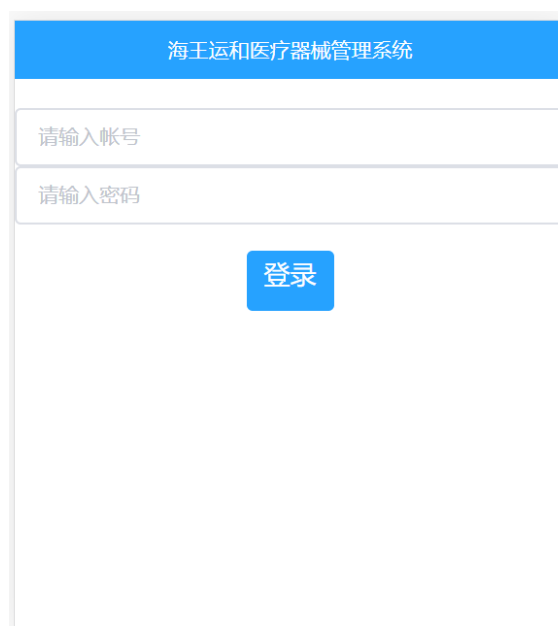 海王运和医疗器械管理系统
请输入帐号
请输入密码
登录